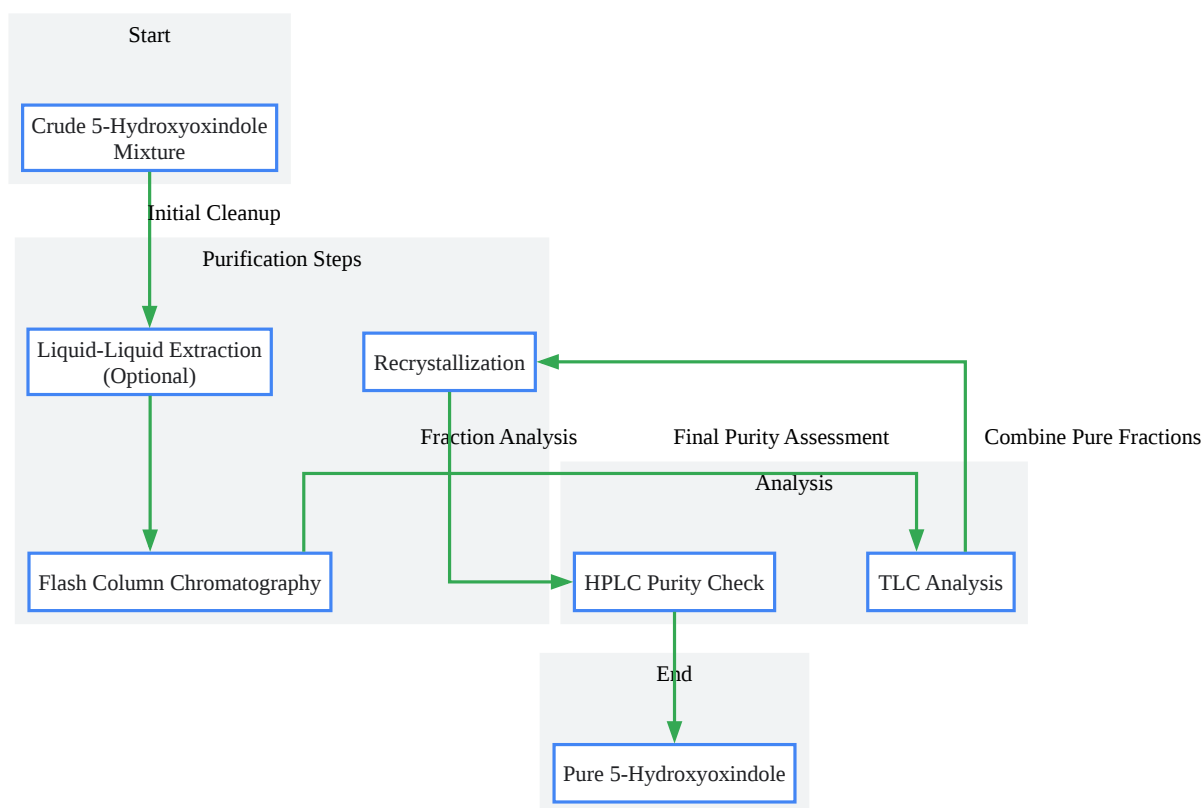 Start
Crude 5-Hydroxyoxindole
Mixture
Initial Cleanup
Purification Steps
Liquid-Liquid Extraction
(Optional)
Recrystallization
Fraction Analysis
Final Purity Assessment
Combine Pure Fractions
Analysis
Flash Column Chromatography
HPLC Purity Check
TLC Analysis
End
Pure 5-Hydroxyoxindole